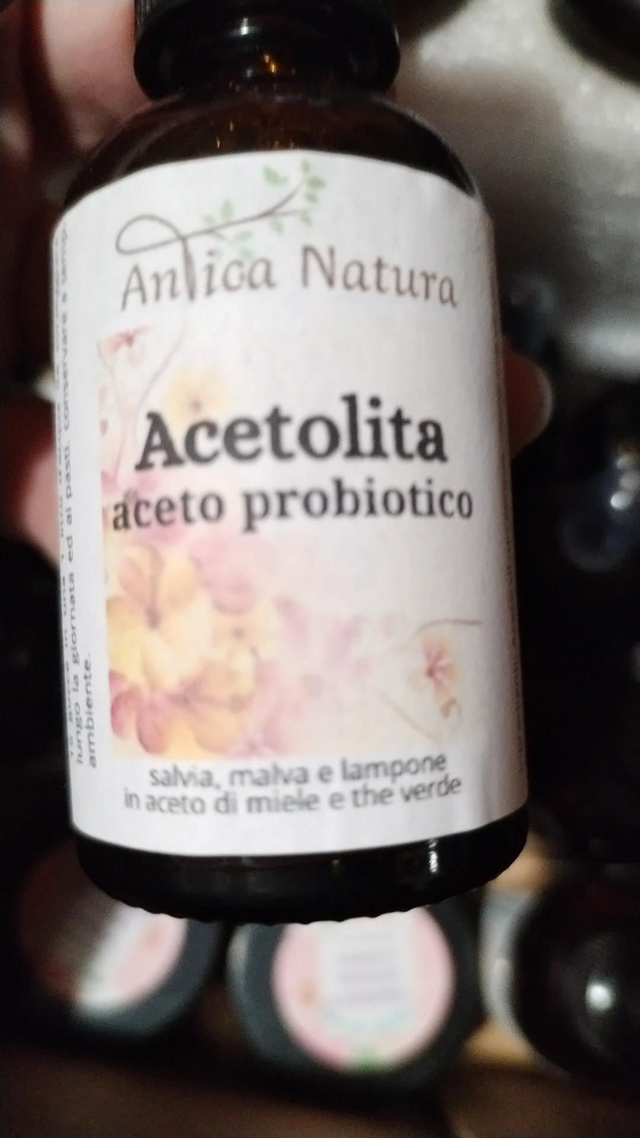 Antica Natura
Acetolita
aceto probiotico
salvia, malva e lampone
in aceto di miele e the verde
lungo la giornata ed ai pasti. conservare a
ambiente.